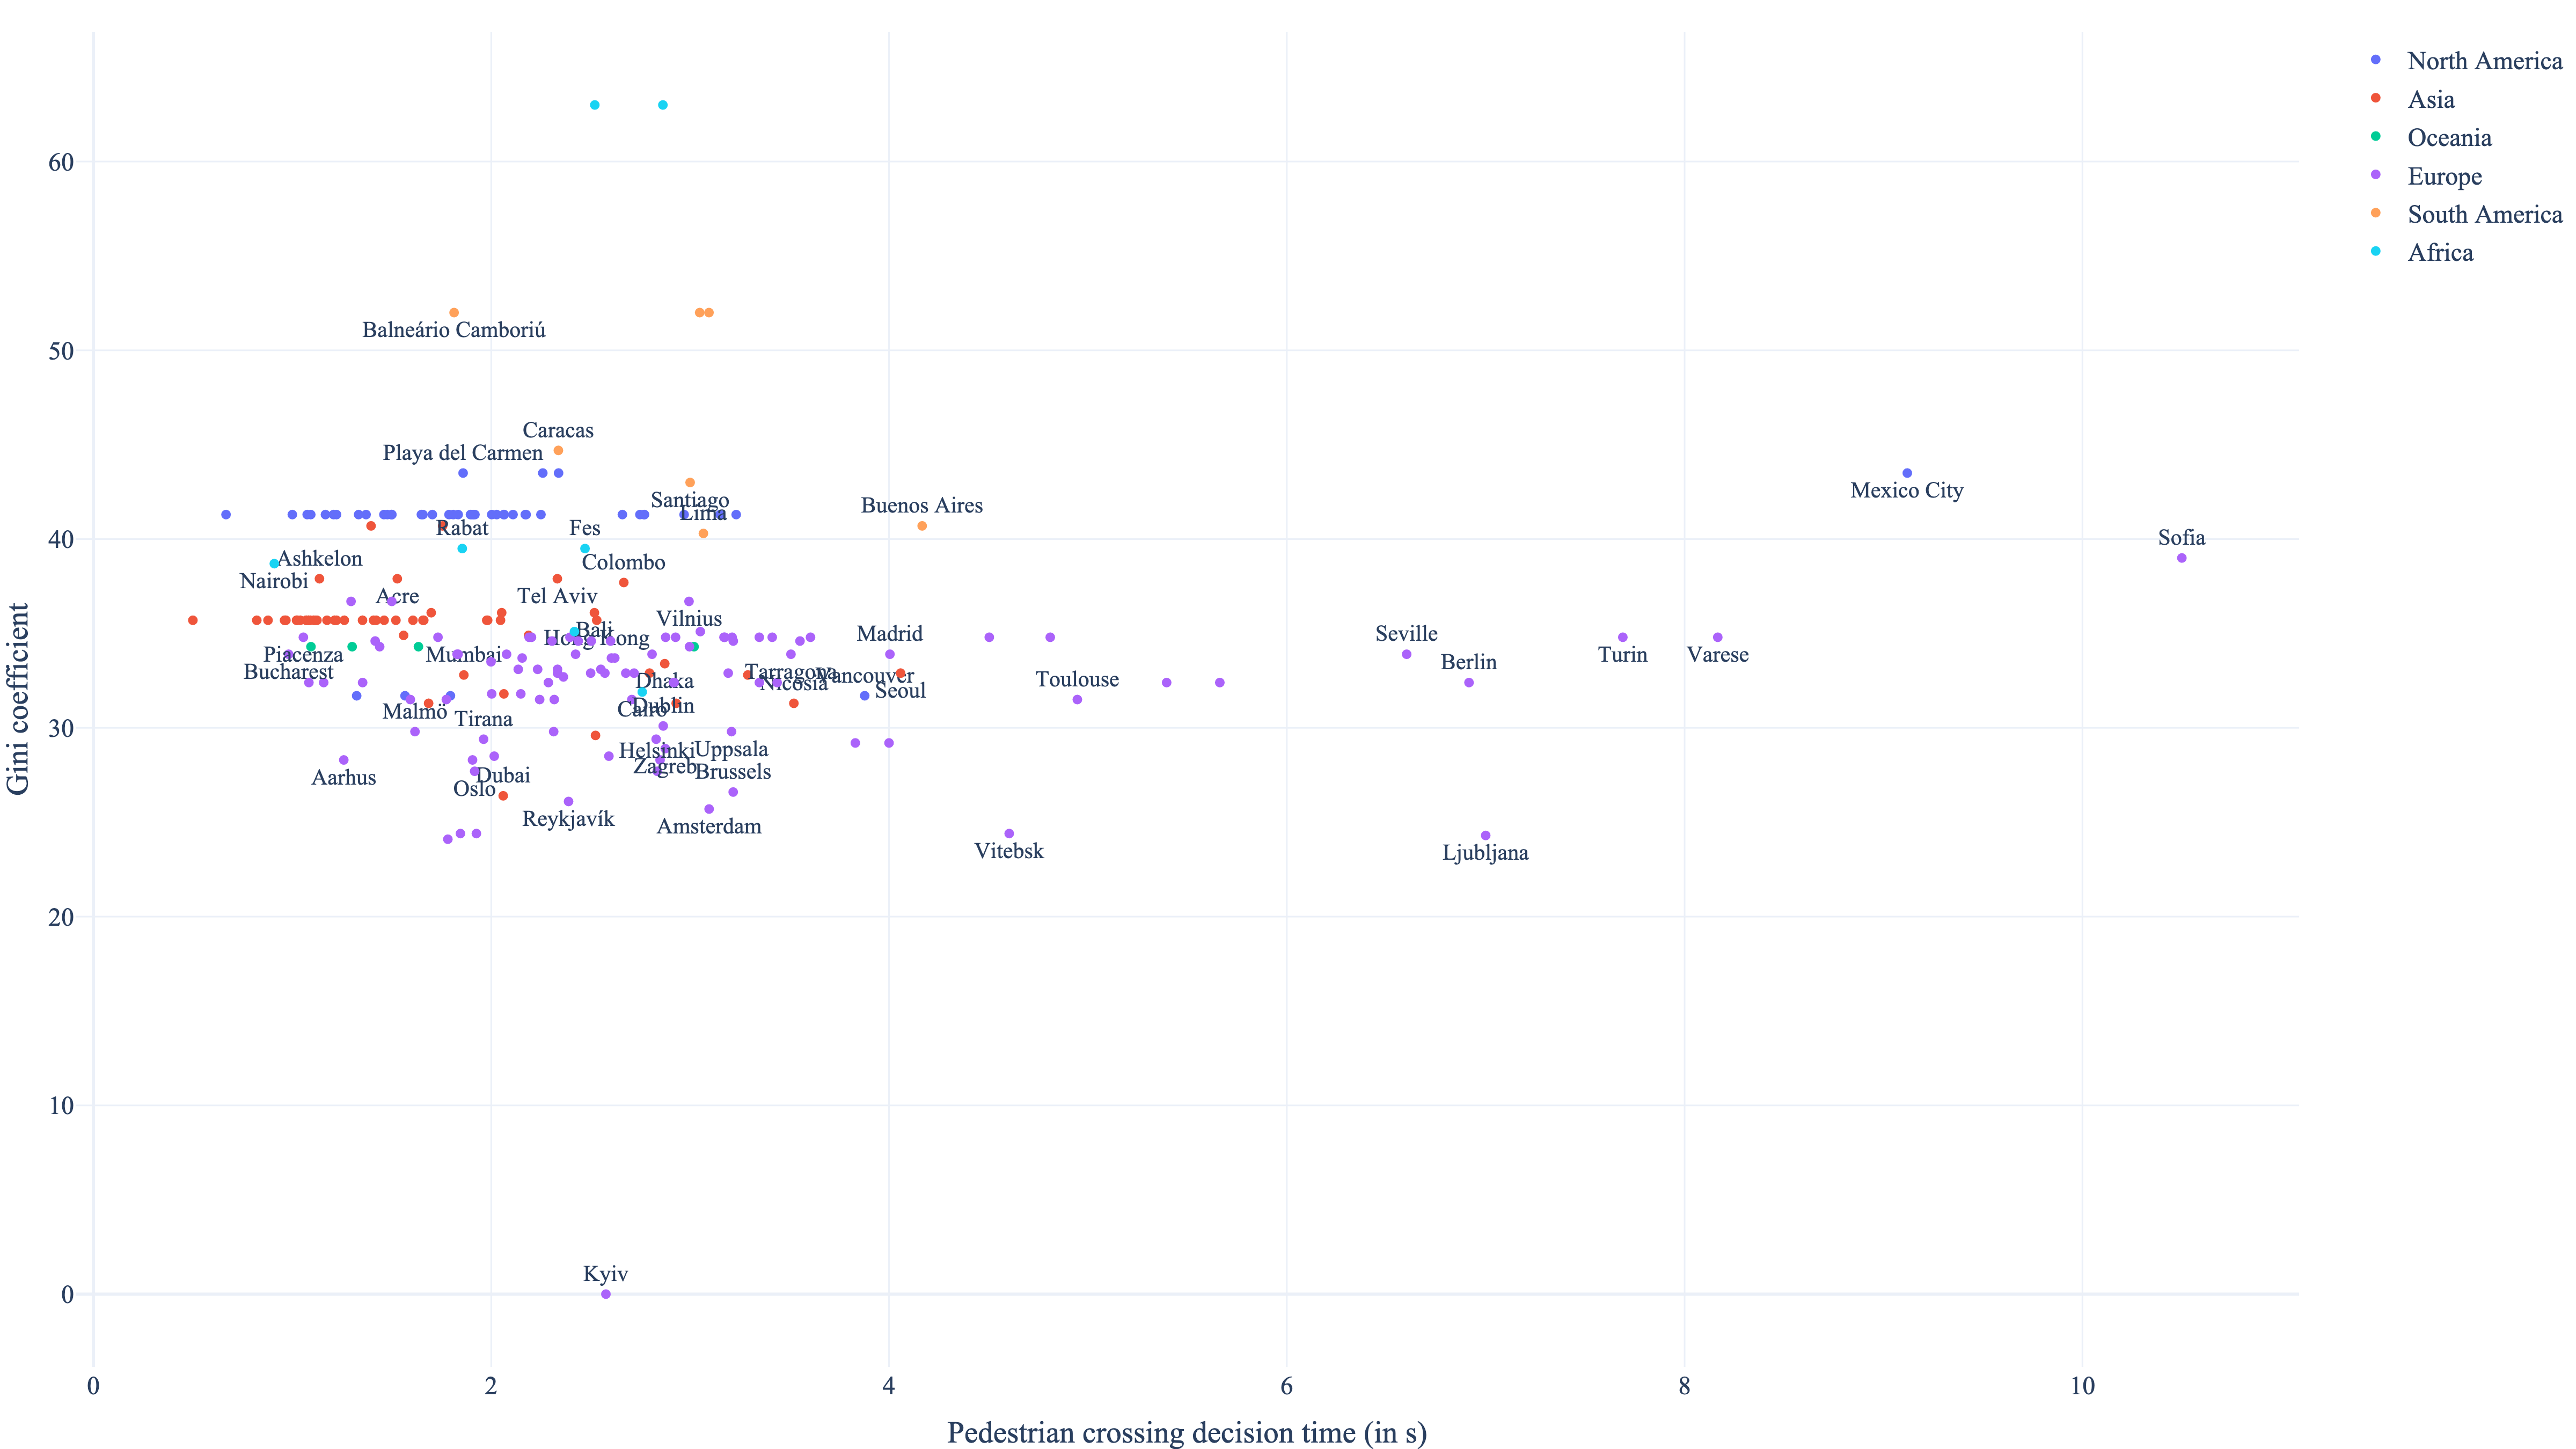 North America
Asia
Oceania
Europe
South America
Africa
60
50
40
30
20
10
0
Gini coefficient
Balneário Camboriú
Caracas
Playa del Carmen
Santiago
Lima
Buenos Aires
Mexico City
Rabat
Fes
Sofia
Ashkelon
Colombo
Nairobi
Acre
Tel Aviv
Vilnius
Bali
Hong Kong
Madrid
Seville
Piacenza
Mumbai
Turin
Varese
Bucharest
Berlin
Tarragona
Vancouver
Dhaka
Nicosia
Toulouse
Seoul
Malmö
Cairo
Dublin
Tirana
Helsinki
Uppsala
Zagreb
Brussels
Aarhus
Dubai
Oslo
Reykjavík
Amsterdam
Vitebsk
Ljubljana
Kyiv
0
2
4
6
8
10
Pedestrian crossing decision time (in s)